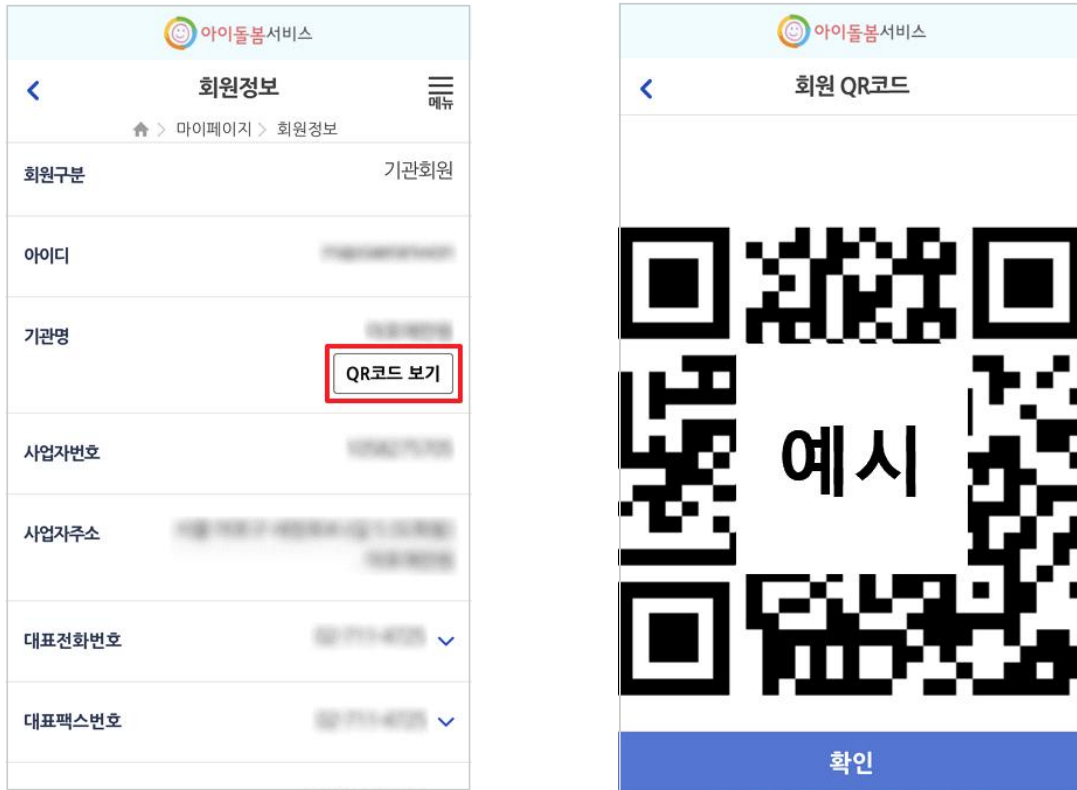 아이돌봄서비스
회원정보
메뉴
마이페이지 > 회원정보
회원구분
기관회원
아이디
기관명
QR코드 보기
사업자번호
사업자주소
대표전화번호
대표팩스번호
아이돌봄서비스
회원 QR코드
예시
확인